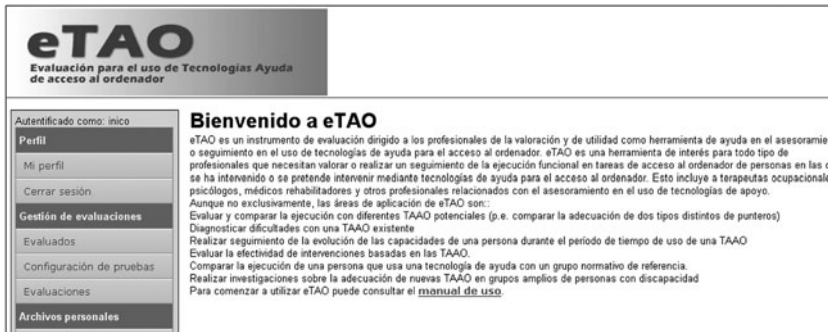 eTAO
Evaluación para el uso de Tecnologías Ayuda
de acceso al ordenador
Autentificado como: inico
Perfil
Mi perfil
Cerrar sesión
Gestión de evaluaciones
Evaluados
Configuración de pruebas
Evaluaciones
Archivos personales
Bienvenido a eTAO
eTAO es un instrumento de evaluación dirigido a los profesionales de la valoración y de utilidad como herramienta de ayuda en el
o seguimiento en el uso de tecnologías de ayuda para el acceso al ordenador. eTAO es una herramienta de interés para todo tipo de
profesionales que necesitan valorar o realizar un seguimiento de la ejecución funcional en tareas de acceso al ordenador de personas en las
se ha intervenido o se pretende intervenir mediante tecnologías de ayuda para el acceso al ordenador. Esto incluye a terapeutas
psicólogos, médicos rehabilitadores y otros profesionales relacionados con el asesoramiento en el uso de tecnologías de apoyo.
Aunque no exclusivamente, las áreas de aplicación de eTAO son::
Evaluar y comparar la ejecución con diferentes TAAO potenciales (p.e. comparar la adecuación de dos tipos distintos de punteros)
Diagnosticar dificultades con una TAAO existente
Realizar seguimiento de la evolución de las capacidades de una persona durante el período de tiempo de uso de una TAAO
Evaluar la efectividad de intervenciones basadas en las TAAO.
Comparar la ejecución de una persona que usa una tecnología de ayuda con un grupo normativo de referencia.
Realizar investigaciones sobre la adecuación de nuevas TAAO en grupos amplios de personas con discapacidad
Para comenzar a utilizar eTAO puede consultar el manual de uso.